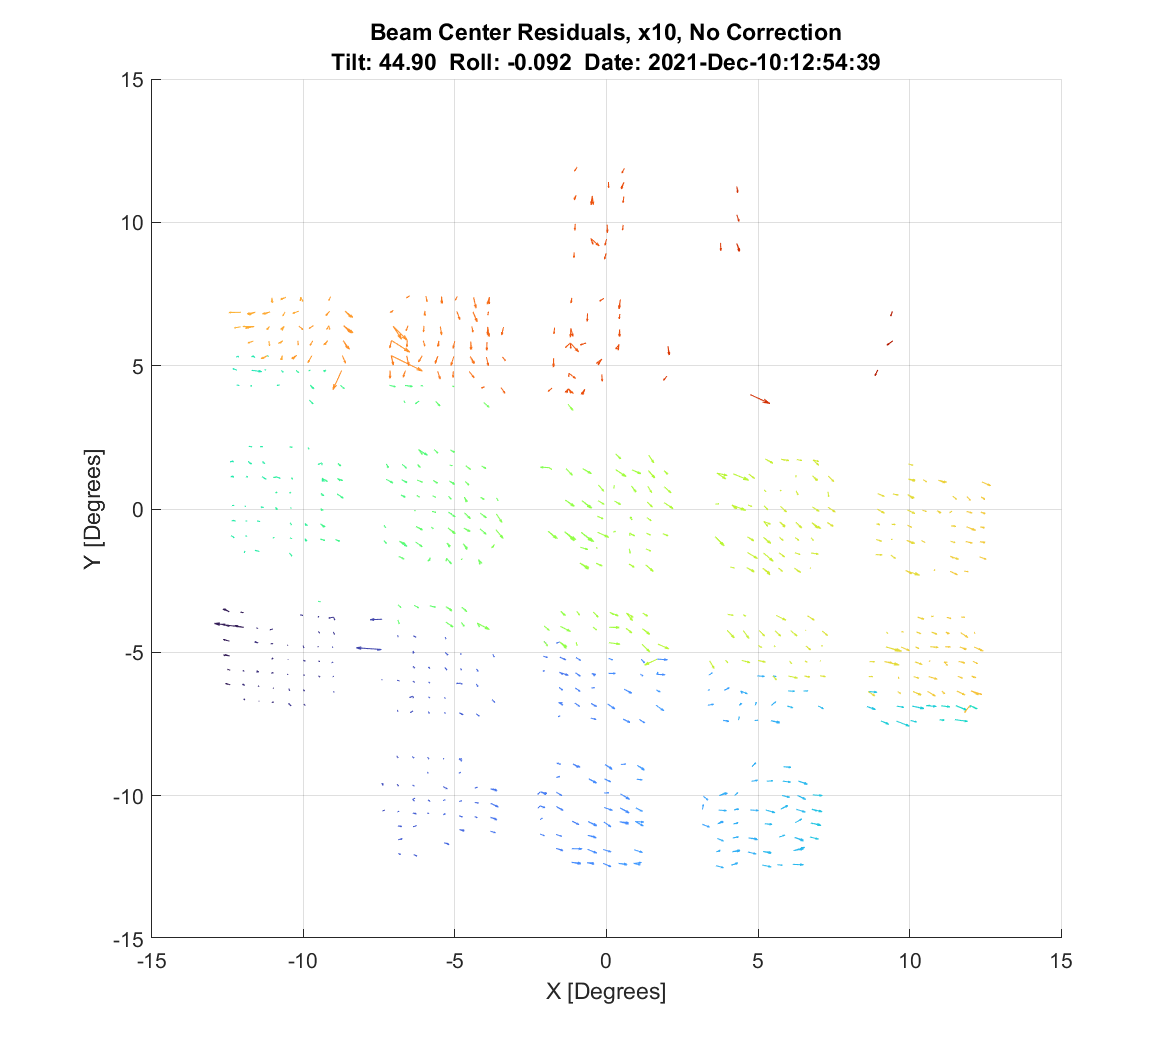 Beam Center Residuals, x10, No Correction
Tilt: 44.90  Roll: -0.092  Date: 2021-Dec-10:12:54:39
15
10
5
0
-5
-10
-15
Y [Degrees]
-15 -10 -5 0 5 10 15
X [Degrees]